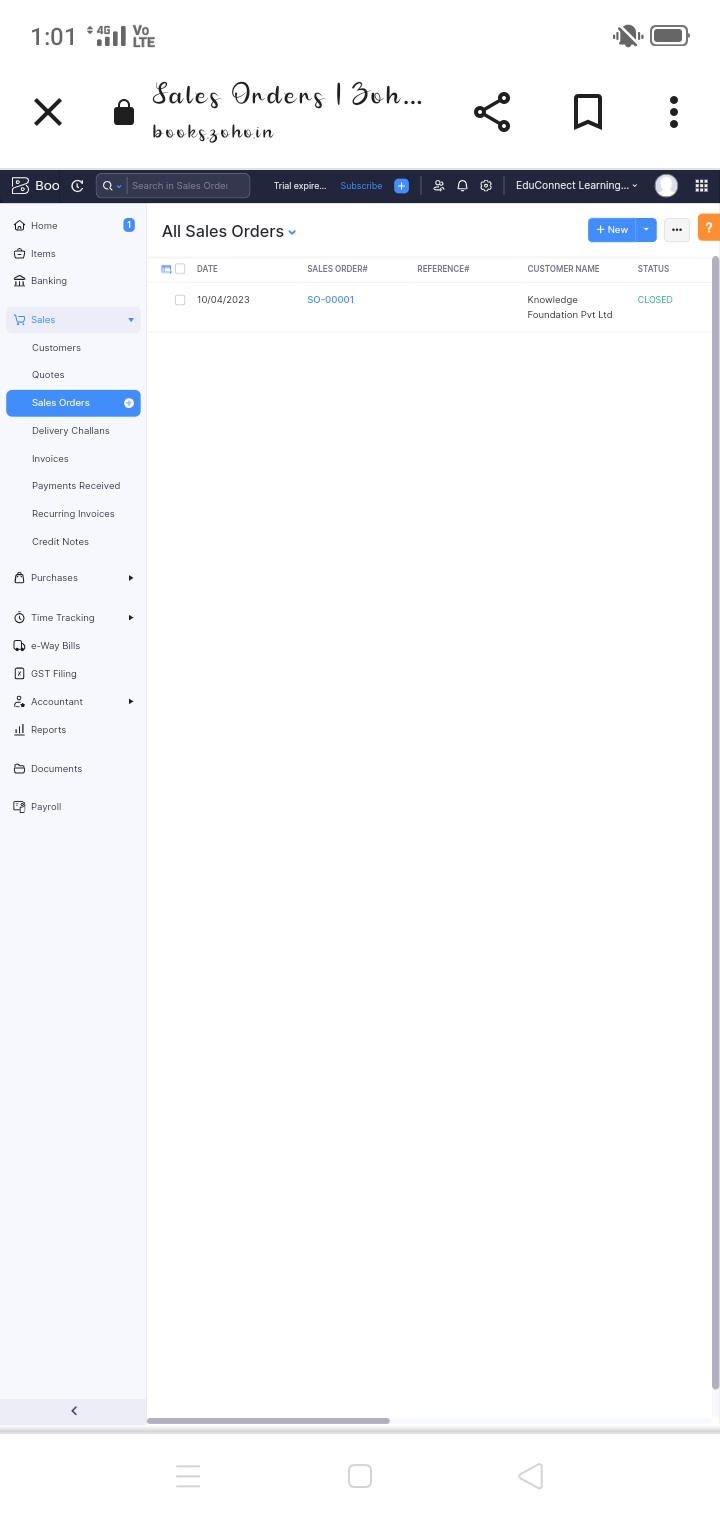 1:01 4G Vo LTE
Sales Orders | Zoh...
books.zoho.in
Boo Search in Sales Order Trial expire... Subscribe EduConnect Learning...
Home 1
Items
Banking
Sales
Customers
Quotes
Sales Orders
Delivery Challans
Invoices
Payments Received
Recurring Invoices
Credit Notes
Purchases
Time Tracking
e-Way Bills
GST Filing
Accountant
Reports
Documents
Payroll
All Sales Orders + New ... ?
DATE SALES ORDER# REFERENCE# CUSTOMER NAME STATUS
10/04/2023 SO-00001 Knowledge CLOSED
Foundation Pvt Ltd